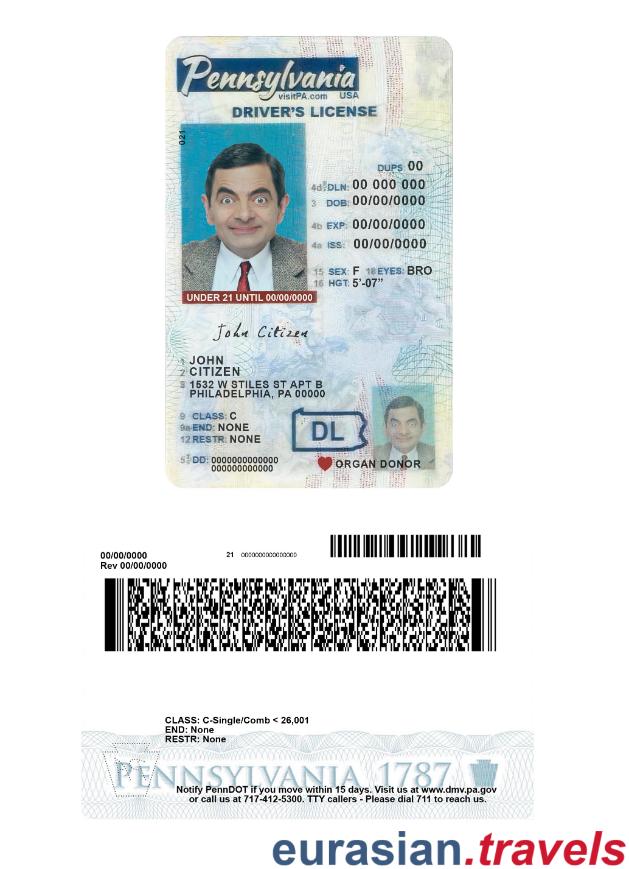 Pennsylvania
visitPA.com USA
DRIVER'S LICENSE
021
DUPS 00
4d DLN: 00 000 000
3 DOB: 00/00/0000
4b EXP: 00/00/0000
4a ISS: 00/00/0000
15 SEX: F 18 EYES: BRO
16 HGT: 5'-07"
UNDER 21 UNTIL 00/00/0000
John Citizen
1 JOHN
2 CITIZEN
8 1532 W STILES ST APT B
PHILADELPHIA, PA 00000
9 CLASS: C
9a END: NONE
12 RESTR: NONE
DL
5 DD: 0000000000000
000000000000
ORGAN DONOR
00/00/0000
Rev 00/00/0000
21 0000000000000000
CLASS: C-Single/Comb < 26,001
END: None
RESTR: None
PENNSYLVANIA 1787
Notify PennDOT if you move within 15 days. Visit us at www.dmv.pa.gov
or call us at 717-412-5300. TTY callers - Please dial 711 to reach us.
eurasian.travels